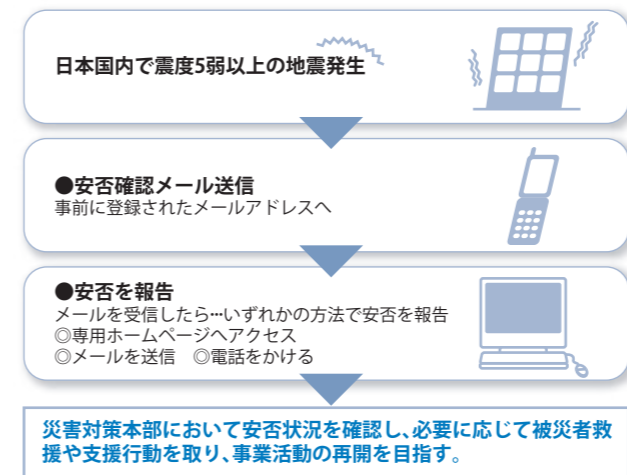 日本国内で震度5弱以上の地震発生
●安否確認メール送信
事前に登録されたメールアドレスへ
●安否を報告
メールを受信したら…いずれかの方法で安否を報告
◎専用ホームページへアクセス
◎メールを送信　◎電話をかける
災害対策本部において安否状況を確認し、必要に応じて被災者救
援や支援行動を取り、事業活動の再開を目指す。